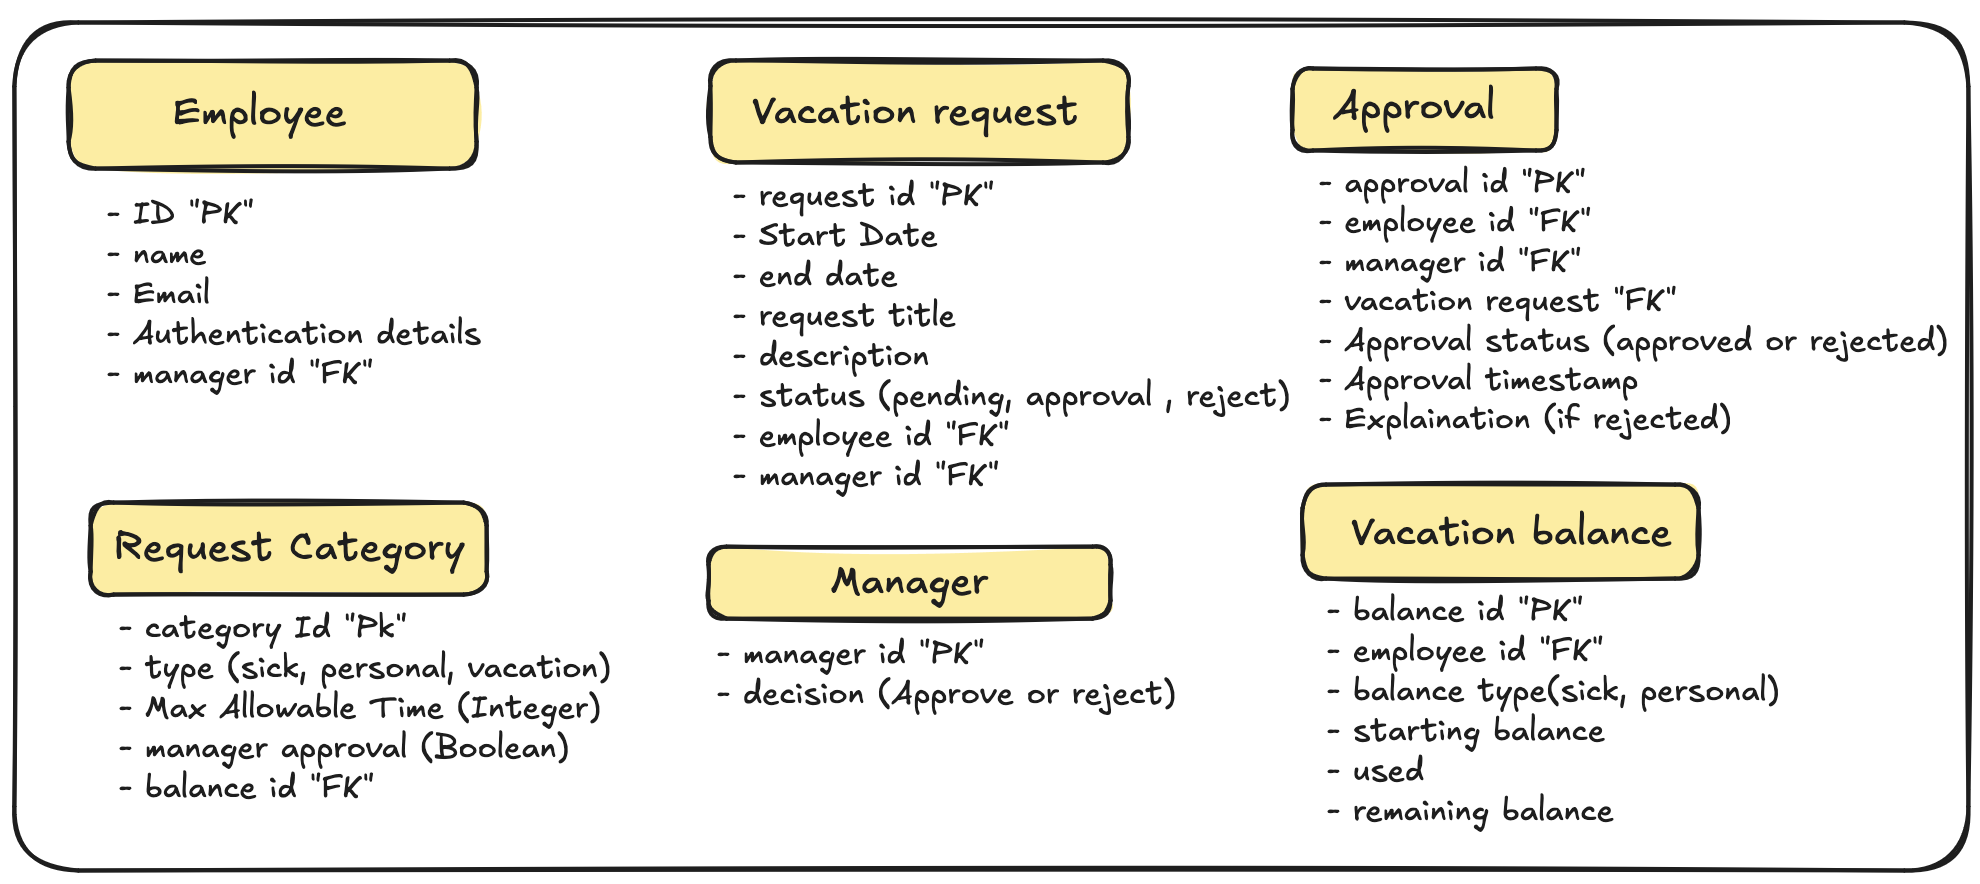 Employee
- ID "PK"
- name
- Email
- Authentication details
- manager id "FK"
Vacation request
- request id "PK"
- Start Date
- end date
- request title
- description
- status (pending, approval , reject)
- employee id "FK"
- manager id "FK"
Approval
- approval id "PK"
- employee id "FK"
- manager id "FK"
- vacation request "FK"
- Approval status (approved or rejected)
- Approval timestamp
- Explaination (if rejected)
Request Category
- category Id "Pk"
- type (sick, personal, vacation)
- Max Allowable Time (Integer)
- manager approval (Boolean)
- balance id "FK"
Manager
- manager id "PK"
- decision (Approve or reject)
Vacation balance
- balance id "PK"
- employee id "FK"
- balance type(sick, personal)
- starting balance
- used
- remaining balance